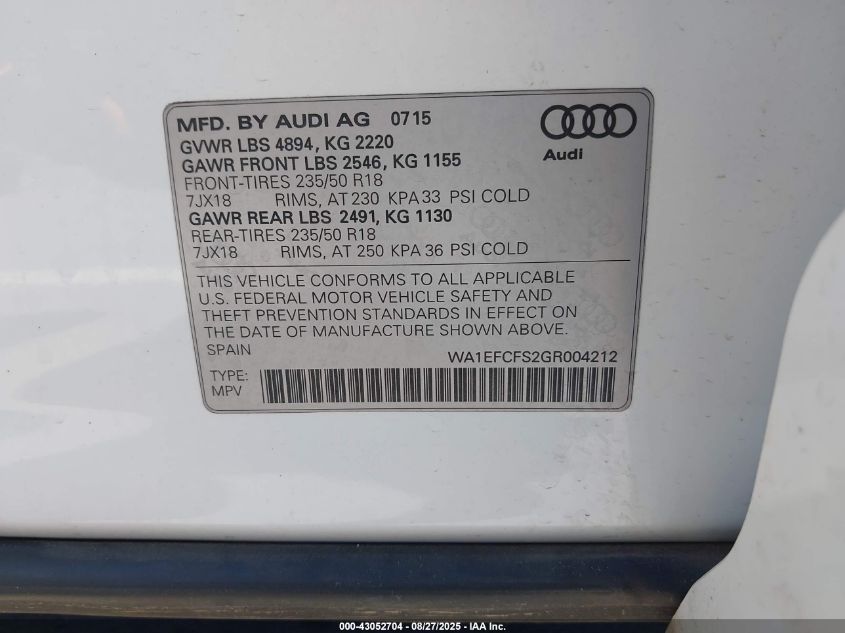 MFD. BY AUDI AG 0715
GVWR LBS 4894, KG 2220
GAWR FRONT LBS 2546, KG 1155
FRONT-TIRES 235/50 R18
7JX18 RIMS, AT 230 KPA 33 PSI COLD
GAWR REAR LBS 2491, KG 1130
REAR-TIRES 235/50 R18
7JX18 RIMS, AT 250 KPA 36 PSI COLD
Audi
THIS VEHICLE CONFORMS TO ALL APPLICABLE
U.S. FEDERAL MOTOR VEHICLE SAFETY AND
THEFT PREVENTION STANDARDS IN EFFECT ON
THE DATE OF MANUFACTURE SHOWN ABOVE.
SPAIN WA1EFCFS2GR004212
TYPE:
MPV
000-43052704 - 08/27/2025 - IAA Inc.